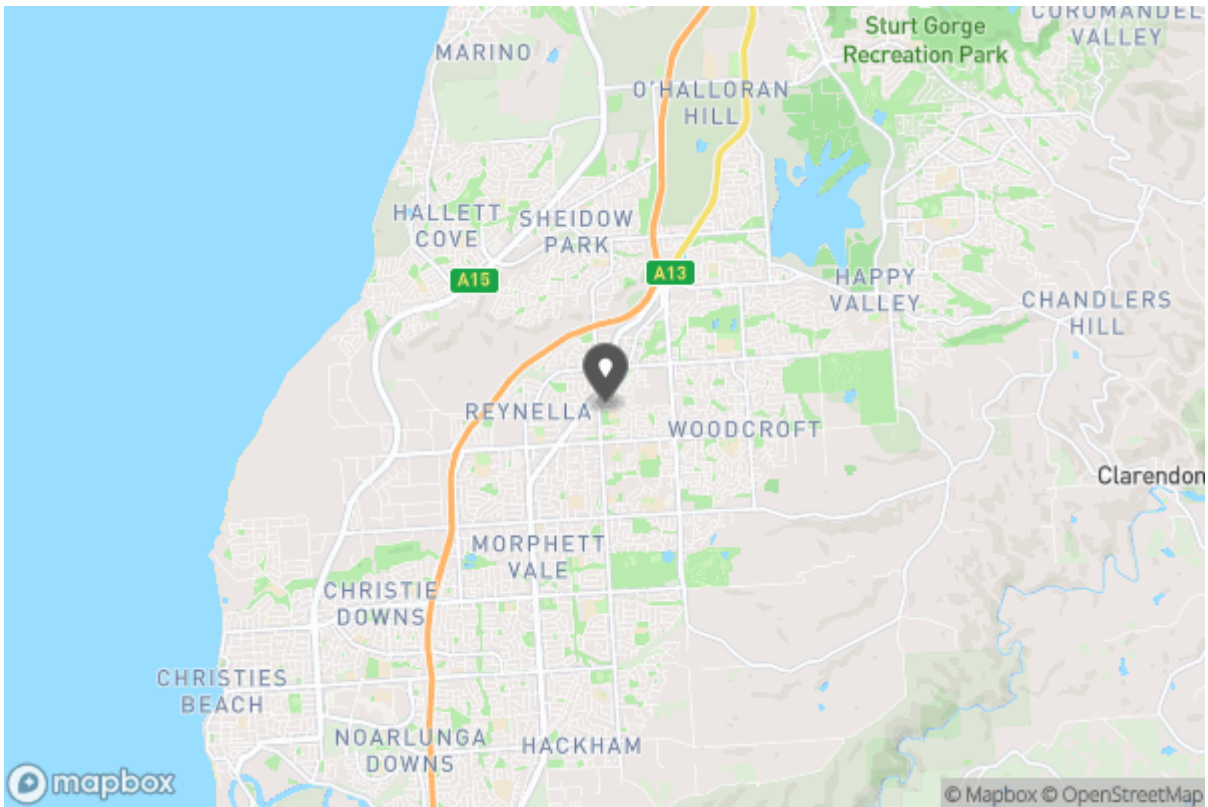 COROMANDEL
VALLEY
Sturt Gorge
Recreation Park
MARINO
O'HALLORAN
HILL
HALLETT
COVE
SHEIDOW
PARK
A15
A13
HAPPY
VALLEY
CHANDLERS
HILL
REYNELLA
WOODCROFT
Clarendon
MORPHETT
VALE
CHRISTIE
DOWNS
CHRISTIES
BEACH
NOARLUNGA
DOWNS
HACKHAM
mapbox
© Mapbox © OpenStreetMap